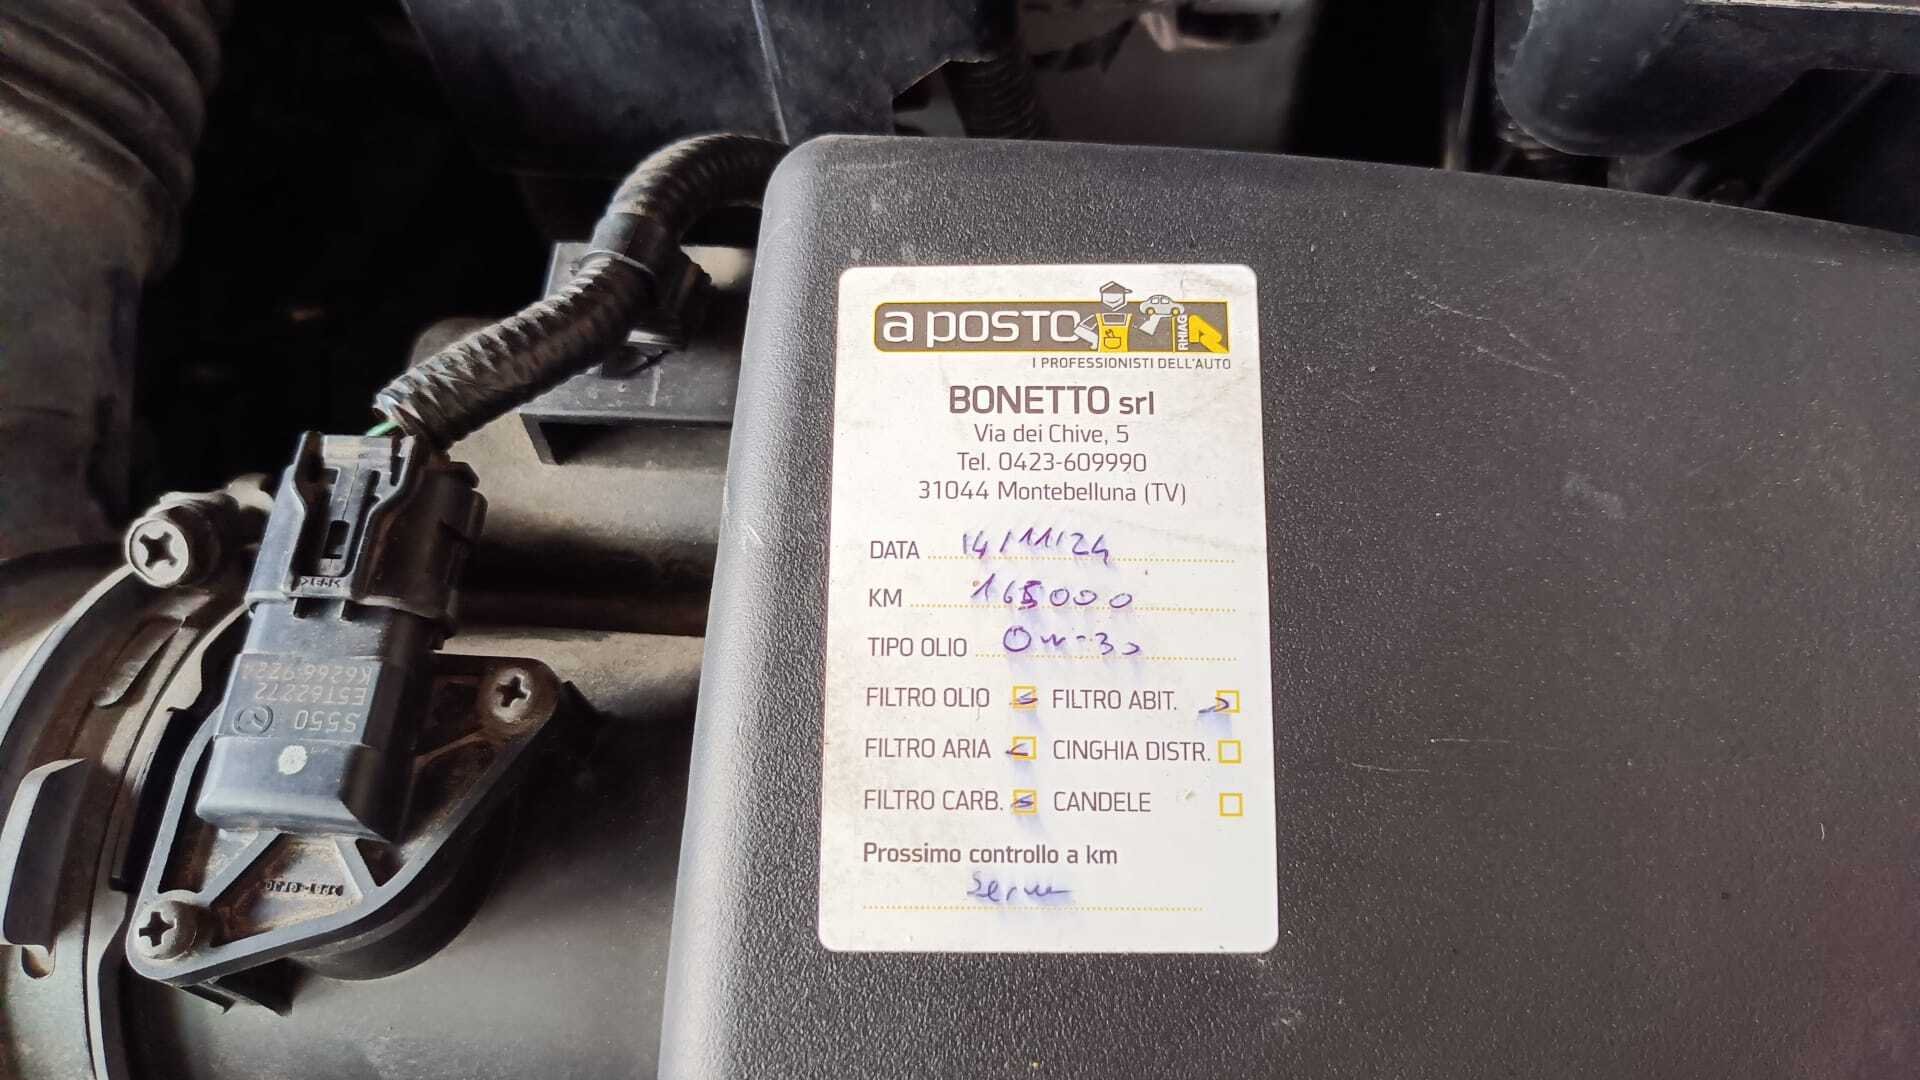 a posto
RHIAG
I PROFESSIONISTI DELL'AUTO
BONETTO srl
Via dei Chive, 5
Tel. 0423-609990
31044 Montebelluna (TV)
DATA 14/11/24
KM 165000
TIPO OLIO 0W-30
FILTRO OLIO FILTRO ABIT.
FILTRO ARIA CINGHIA DISTR.
FILTRO CARB. CANDELE
Prossimo controllo a km
S550
E5T62272